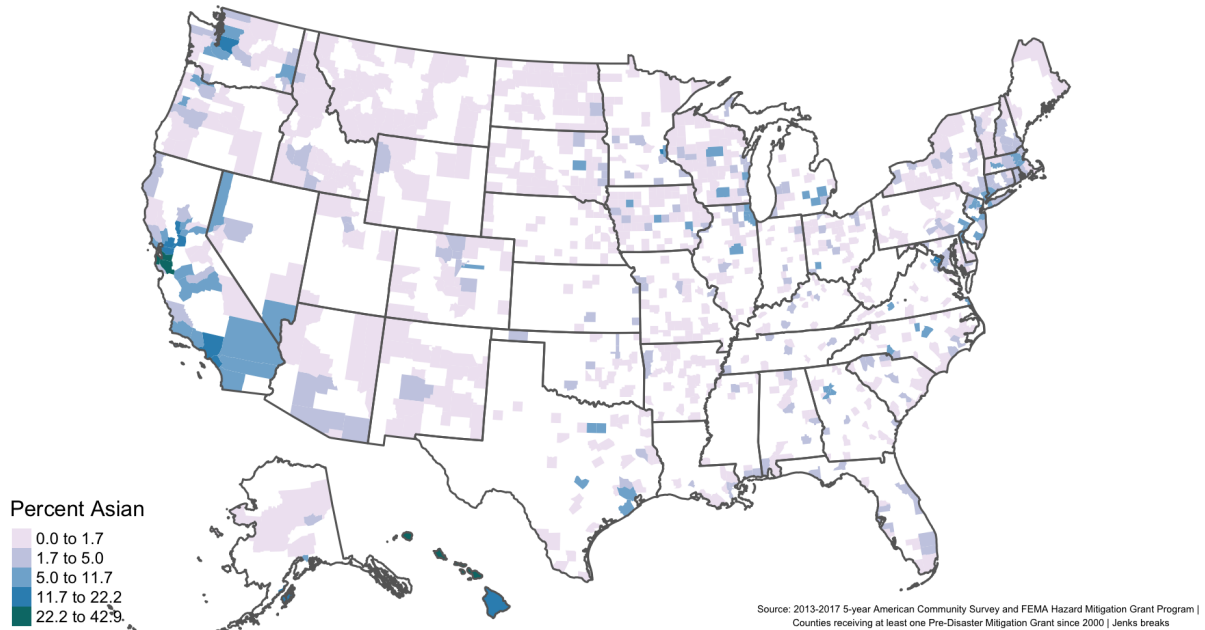 Percent Asian
0.0 to 1.7
1.7 to 5.0
5.0 to 11.7
11.7 to 22.2
22.2 to 42.9
Source: 2013-2017 5-year American Community Survey and FEMA Hazard Mitigation Grant Program |
Counties receiving at least one Pre-Disaster Mitigation Grant since 2000 | Jenks breaks